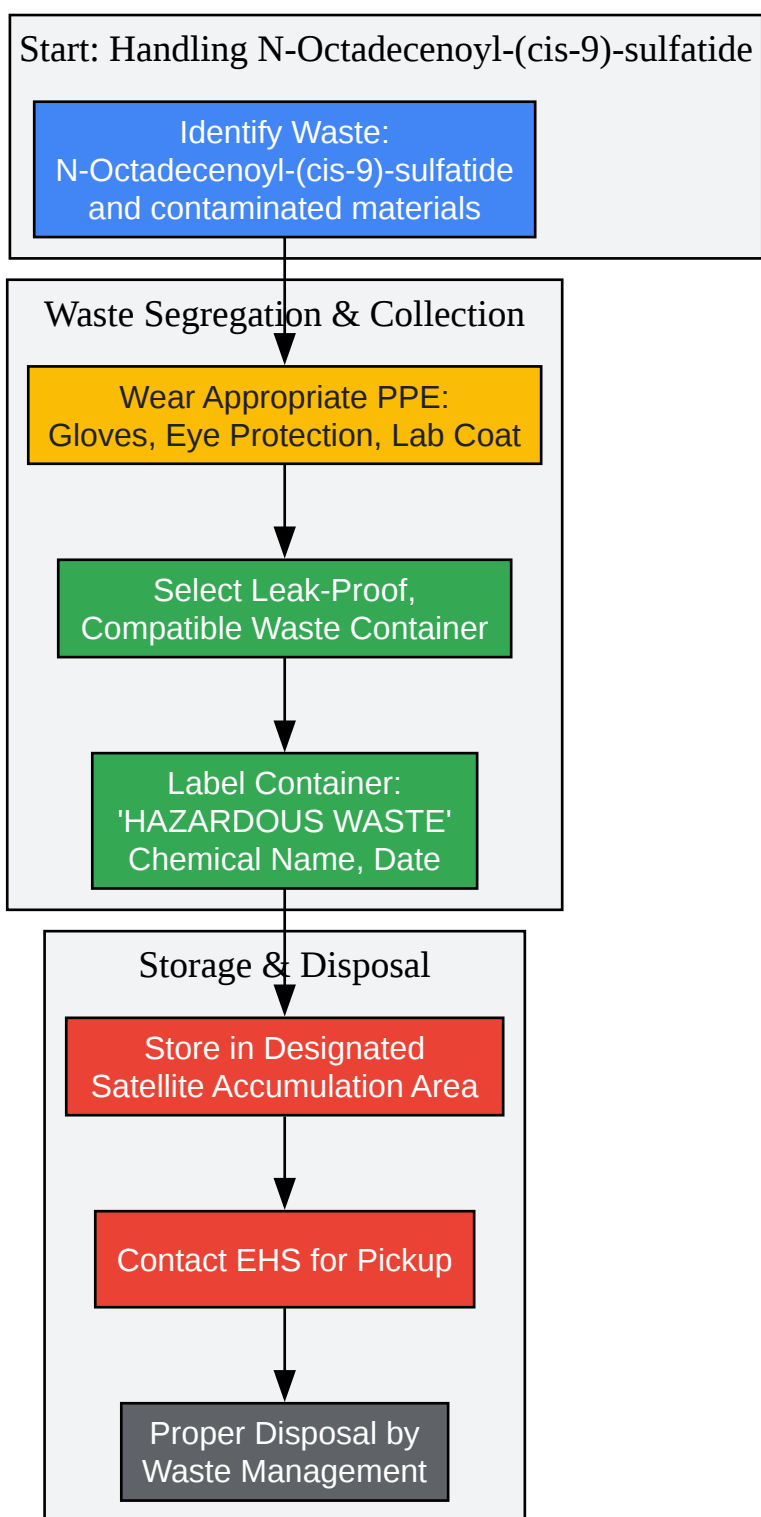 Start: Handling N-Octadecenoyl-(cis-9)-sulfatide
Identify Waste:
N-Octadecenoyl-(cis-9)-sulfatide
and contaminated materials
Waste Segregation & Collection
Wear Appropriate PPE:
Gloves, Eye Protection, Lab Coat
Select Leak-Proof,
Compatible Waste Container
Label Container:
'HAZARDOUS WASTE'
Chemical Name, Date
Storage & Disposal
Store in Designated
Satellite Accumulation Area
Contact EHS for Pickup
Proper Disposal by
Waste Management